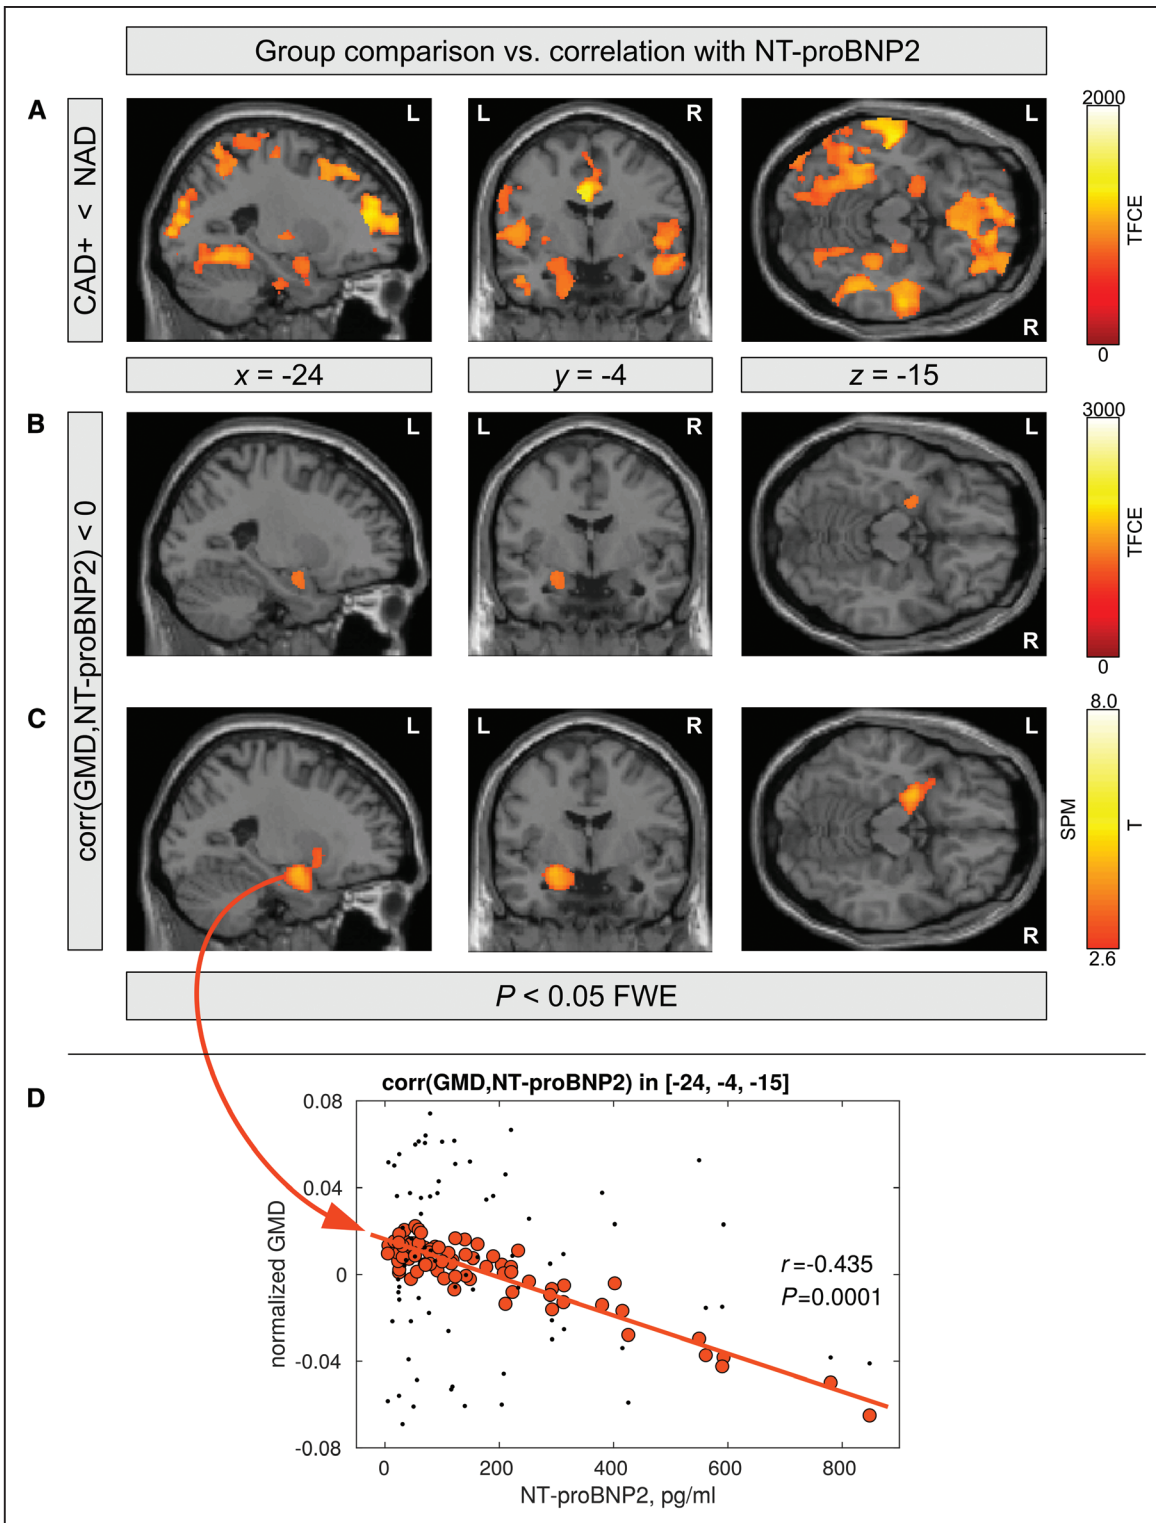 Group comparison vs. correlation with NT-proBNP2
A
CAD+ < NAD
L
L
R
L
R
2000
TFCE
0
x = -24
y = -4
z = -15
B
corr(GMD,NT-proBNP2) < 0
L
L
R
L
R
3000
TFCE
0
C
L
L
R
L
R
8.0
SPM
T
2.6
P < 0.05 FWE
D
corr(GMD,NT-proBNP2) in [-24, -4, -15]
0.08
0.04
0
-0.04
-0.08
normalized GMD
r=-0.435
P=0.0001
0
200
400
600
800
NT-proBNP2, pg/ml